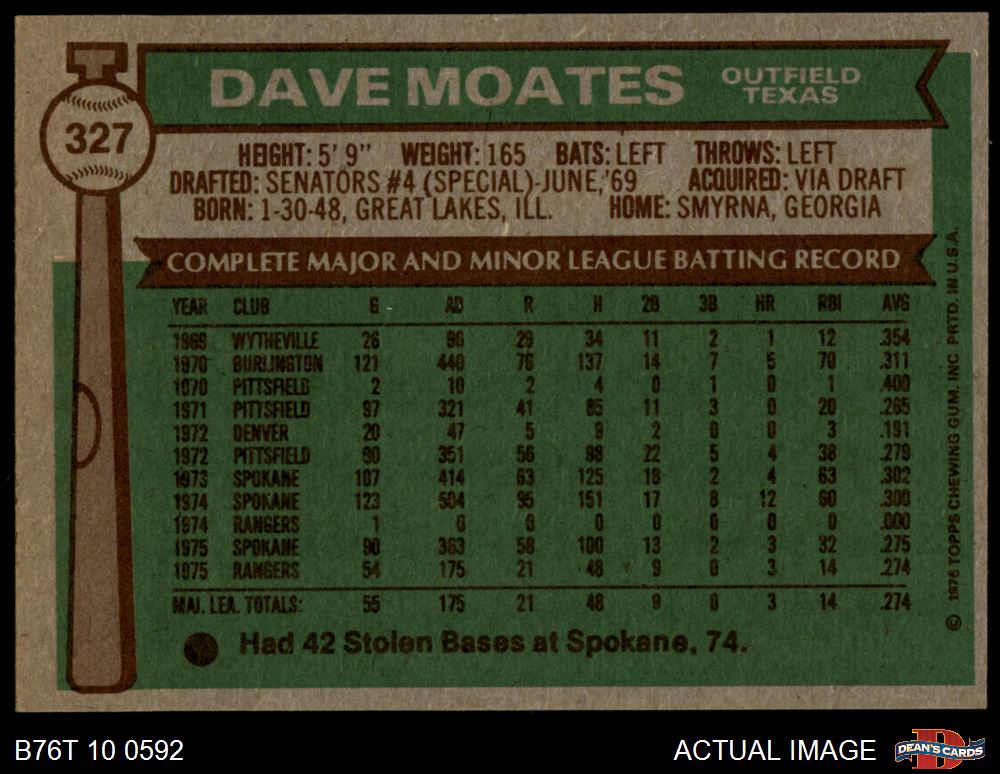 T
DAVE MOATES
OUTFIELD
TEXAS
327
HEIGHT: 5' 9" WEIGHT: 165 BATS: LEFT THROWS: LEFT
DRAFTED: SENATORS #4 (SPECIAL)-JUNE,'69 ACQUIRED: VIA DRAFT
BORN: 1-30-48, GREAT LAKES, ILL. HOME: SMYRNA, GEORGIA
COMPLETE MAJOR AND MINOR LEAGUE BATTING RECORD
YEAR CLUB G AB R H 2B 3B HR RBI AVG
1969 WYTHEVILLE 26 96 29 34 11 2 1 12 .354
1970 BURLINGTON 121 440 76 137 14 7 5 70 .311
1970 PITTSFIELD 2 10 2 4 0 1 0 1 .400
1971 PITTSFIELD 97 321 41 85 11 3 0 20 .265
1972 DENVER 20 47 5 9 2 0 0 3 .191
1972 PITTSFIELD 90 351 56 98 22 5 4 38 .279
1973 SPOKANE 107 414 63 125 18 2 4 63 .302
1974 SPOKANE 123 504 95 151 17 8 12 60 .300
1974 RANGERS 1 0 0 0 0 0 0 0 .000
1975 SPOKANE 90 363 58 100 13 2 3 32 .275
1975 RANGERS 54 175 21 48 9 0 3 14 .274
MAJ. LEA. TOTALS: 55 175 21 48 9 0 3 14 .274
Had 42 Stolen Bases at Spokane, 74.
© 1976 TOPPS CHEWING GUM, INC PRTD. IN U.S.A.
B76T 10 0592
ACTUAL IMAGE
D
DEAN'S CARDS